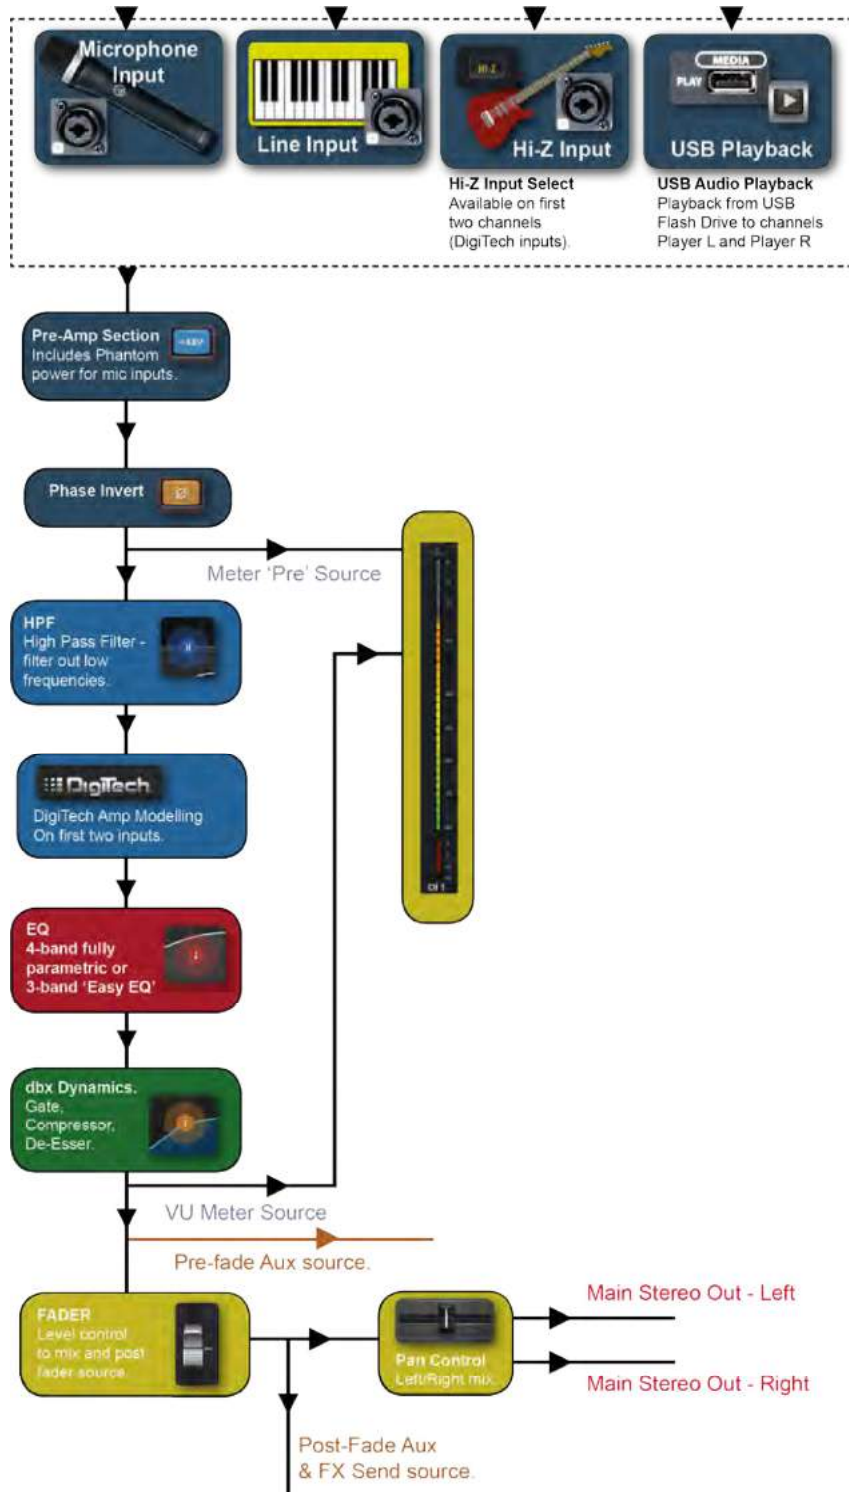 Microphone
Input
Line Input
HI-Z
Hi-Z Input
MEDIA
PLAY
USB Playback
Hi-Z Input Select
Available on first
two channels
(DigiTech inputs).
USB Audio Playback
Playback from USB
Flash Drive to channels
Player L and Player R
Pre-Amp Section
Includes Phantom
power for mic inputs.
+48V
Phase Invert
Ø
Meter 'Pre' Source
HPF
High Pass Filter -
filter out low
frequencies.
H
DigiTech
DigiTech Amp Modelling
On first two inputs.
CH 1
EQ
4-band fully
parametric or
3-band 'Easy EQ'
dbx Dynamics.
Gate,
Compressor,
De-Esser.
VU Meter Source
Pre-fade Aux source.
FADER
Level control
to mix and post
fader source.
Pan Control
Left/Right mix.
Main Stereo Out - Left
Main Stereo Out - Right
Post-Fade Aux
& FX Send source.